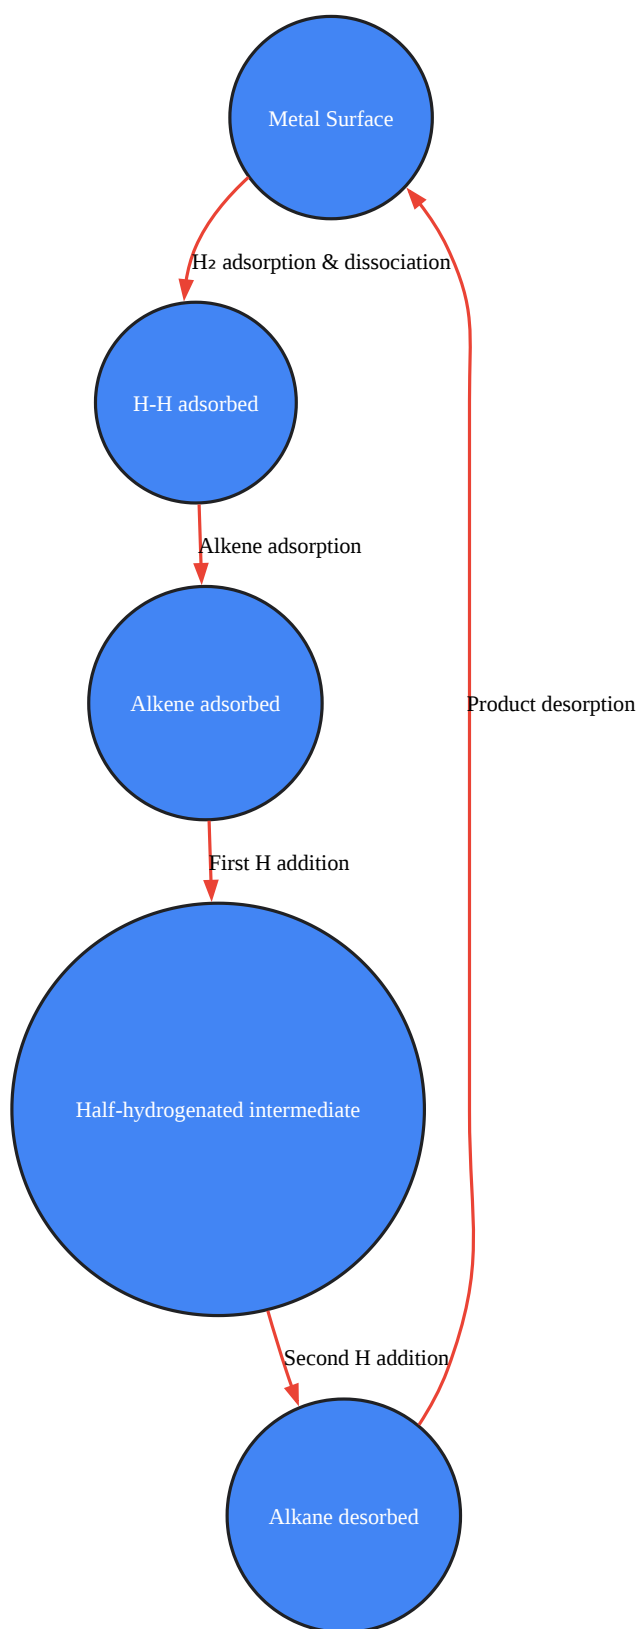 Metal Surface
H₂ adsorption & dissociation
H-H adsorbed
Alkene adsorption
Alkene adsorbed
Product desorption
First H addition
Half-hydrogenated intermediate
Second H addition
Alkane desorbed